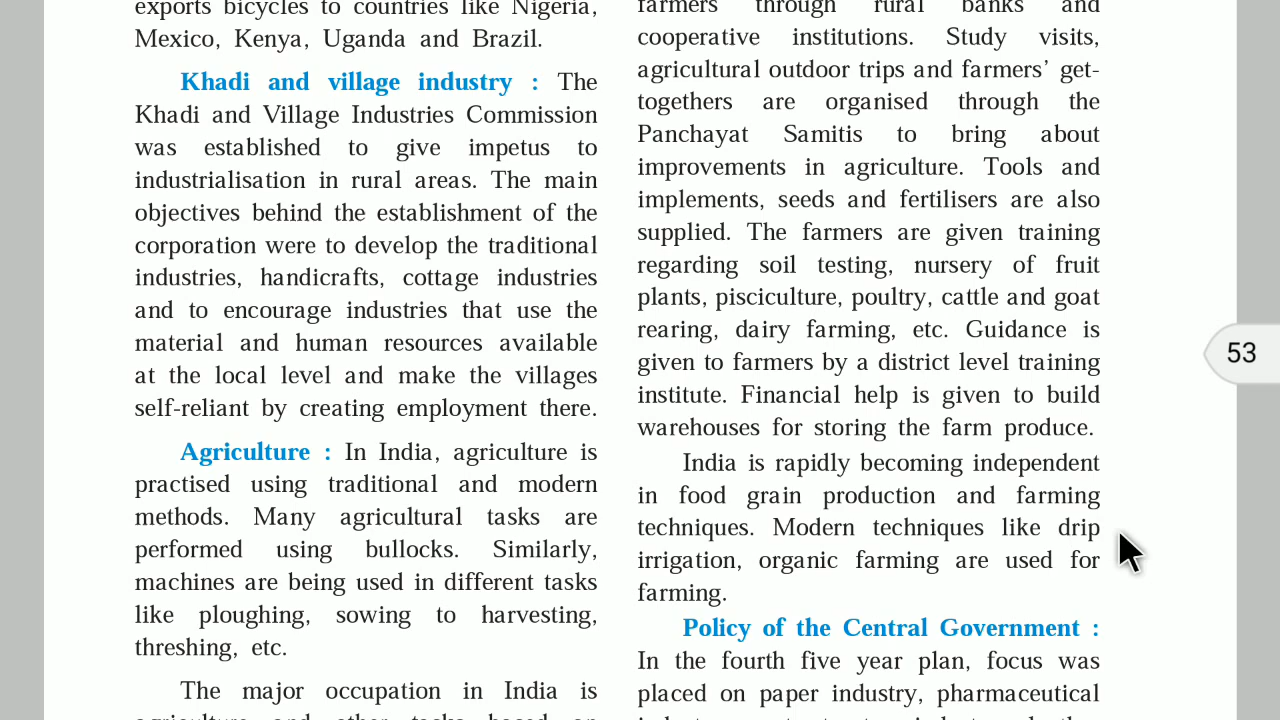 exports bicycles to countries like Nigeria,
Mexico, Kenya, Uganda and Brazil.
Khadi and village industry : The
Khadi and Village Industries Commission
was established to give impetus to
industrialisation in rural areas. The main
objectives behind the establishment of the
corporation were to develop the traditional
industries, handicrafts, cottage industries
and to encourage industries that use the
material and human resources available
at the local level and make the villages
self-reliant by creating employment there.
Agriculture : In India, agriculture is
practised using traditional and modern
methods. Many agricultural tasks are
performed using bullocks. Similarly,
machines are being used in different tasks
like ploughing, sowing to harvesting,
threshing, etc.
The major occupation in India is
agriculture and other tasks based on
farmers through rural banks and
cooperative institutions. Study visits,
agricultural outdoor trips and farmers’ get-
togethers are organised through the
Panchayat Samitis to bring about
improvements in agriculture. Tools and
implements, seeds and fertilisers are also
supplied. The farmers are given training
regarding soil testing, nursery of fruit
plants, pisciculture, poultry, cattle and goat
rearing, dairy farming, etc. Guidance is
given to farmers by a district level training
institute. Financial help is given to build
warehouses for storing the farm produce.
India is rapidly becoming independent
in food grain production and farming
techniques. Modern techniques like drip
irrigation, organic farming are used for
farming.
Policy of the Central Government :
In the fourth five year plan, focus was
placed on paper industry, pharmaceutical
53